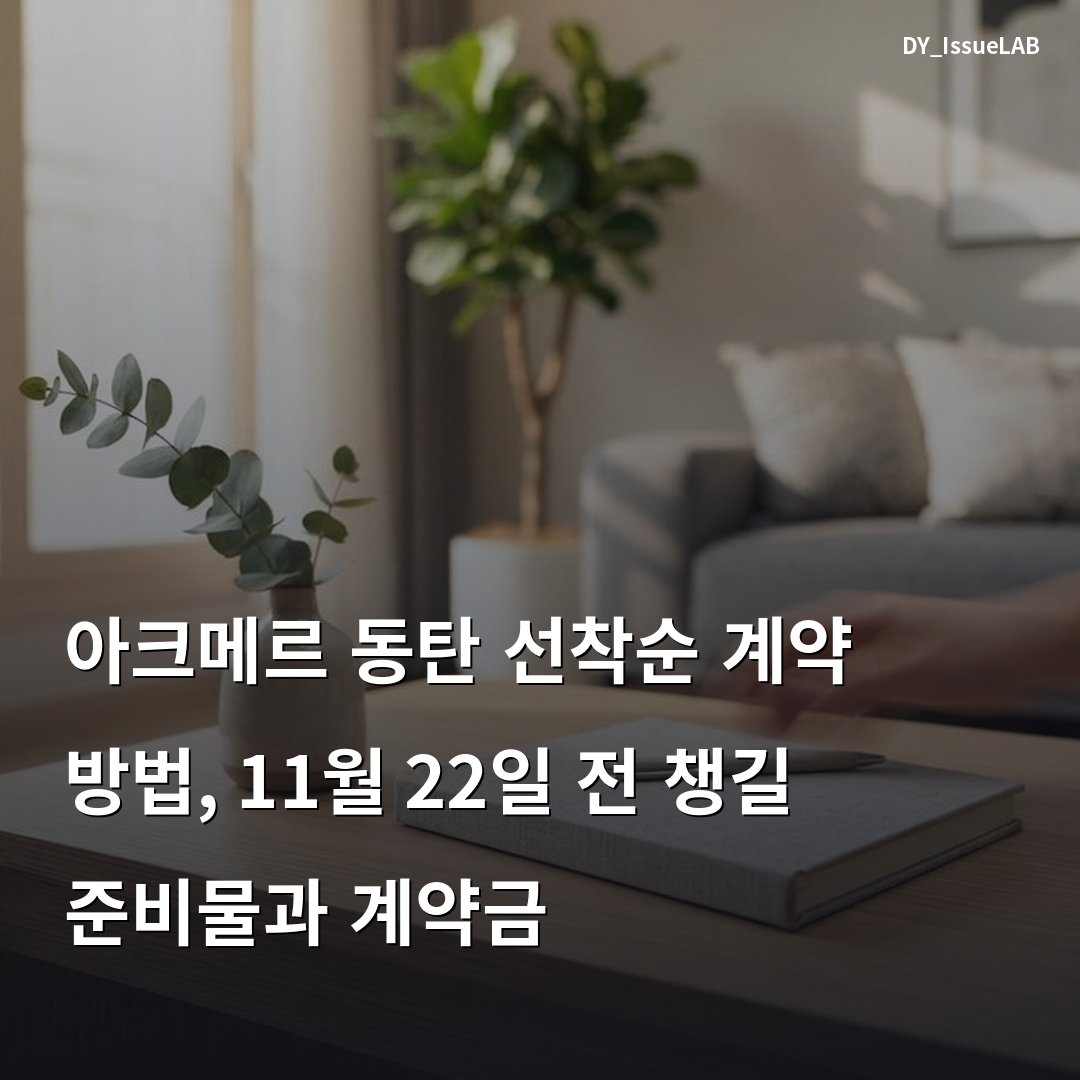 DY_IssueLAB
아크메르 동탄 선착순 계약
방법, 11월 22일 전 챙길
준비물과 계약금